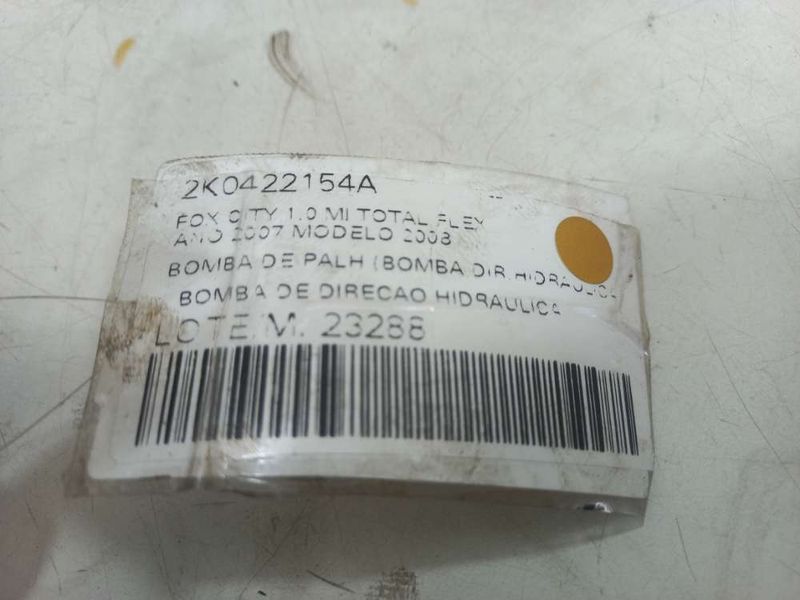 2K0422154A
FOX CITY 1.0 MI TOTAL FLEX
ANO 2007 MODELO 2008
BOMBA DE PALH (BOMBA DIR.HIDRAULICA
BOMBA DE DIRECAO HIDRAULICA
LOTE/M. 23288